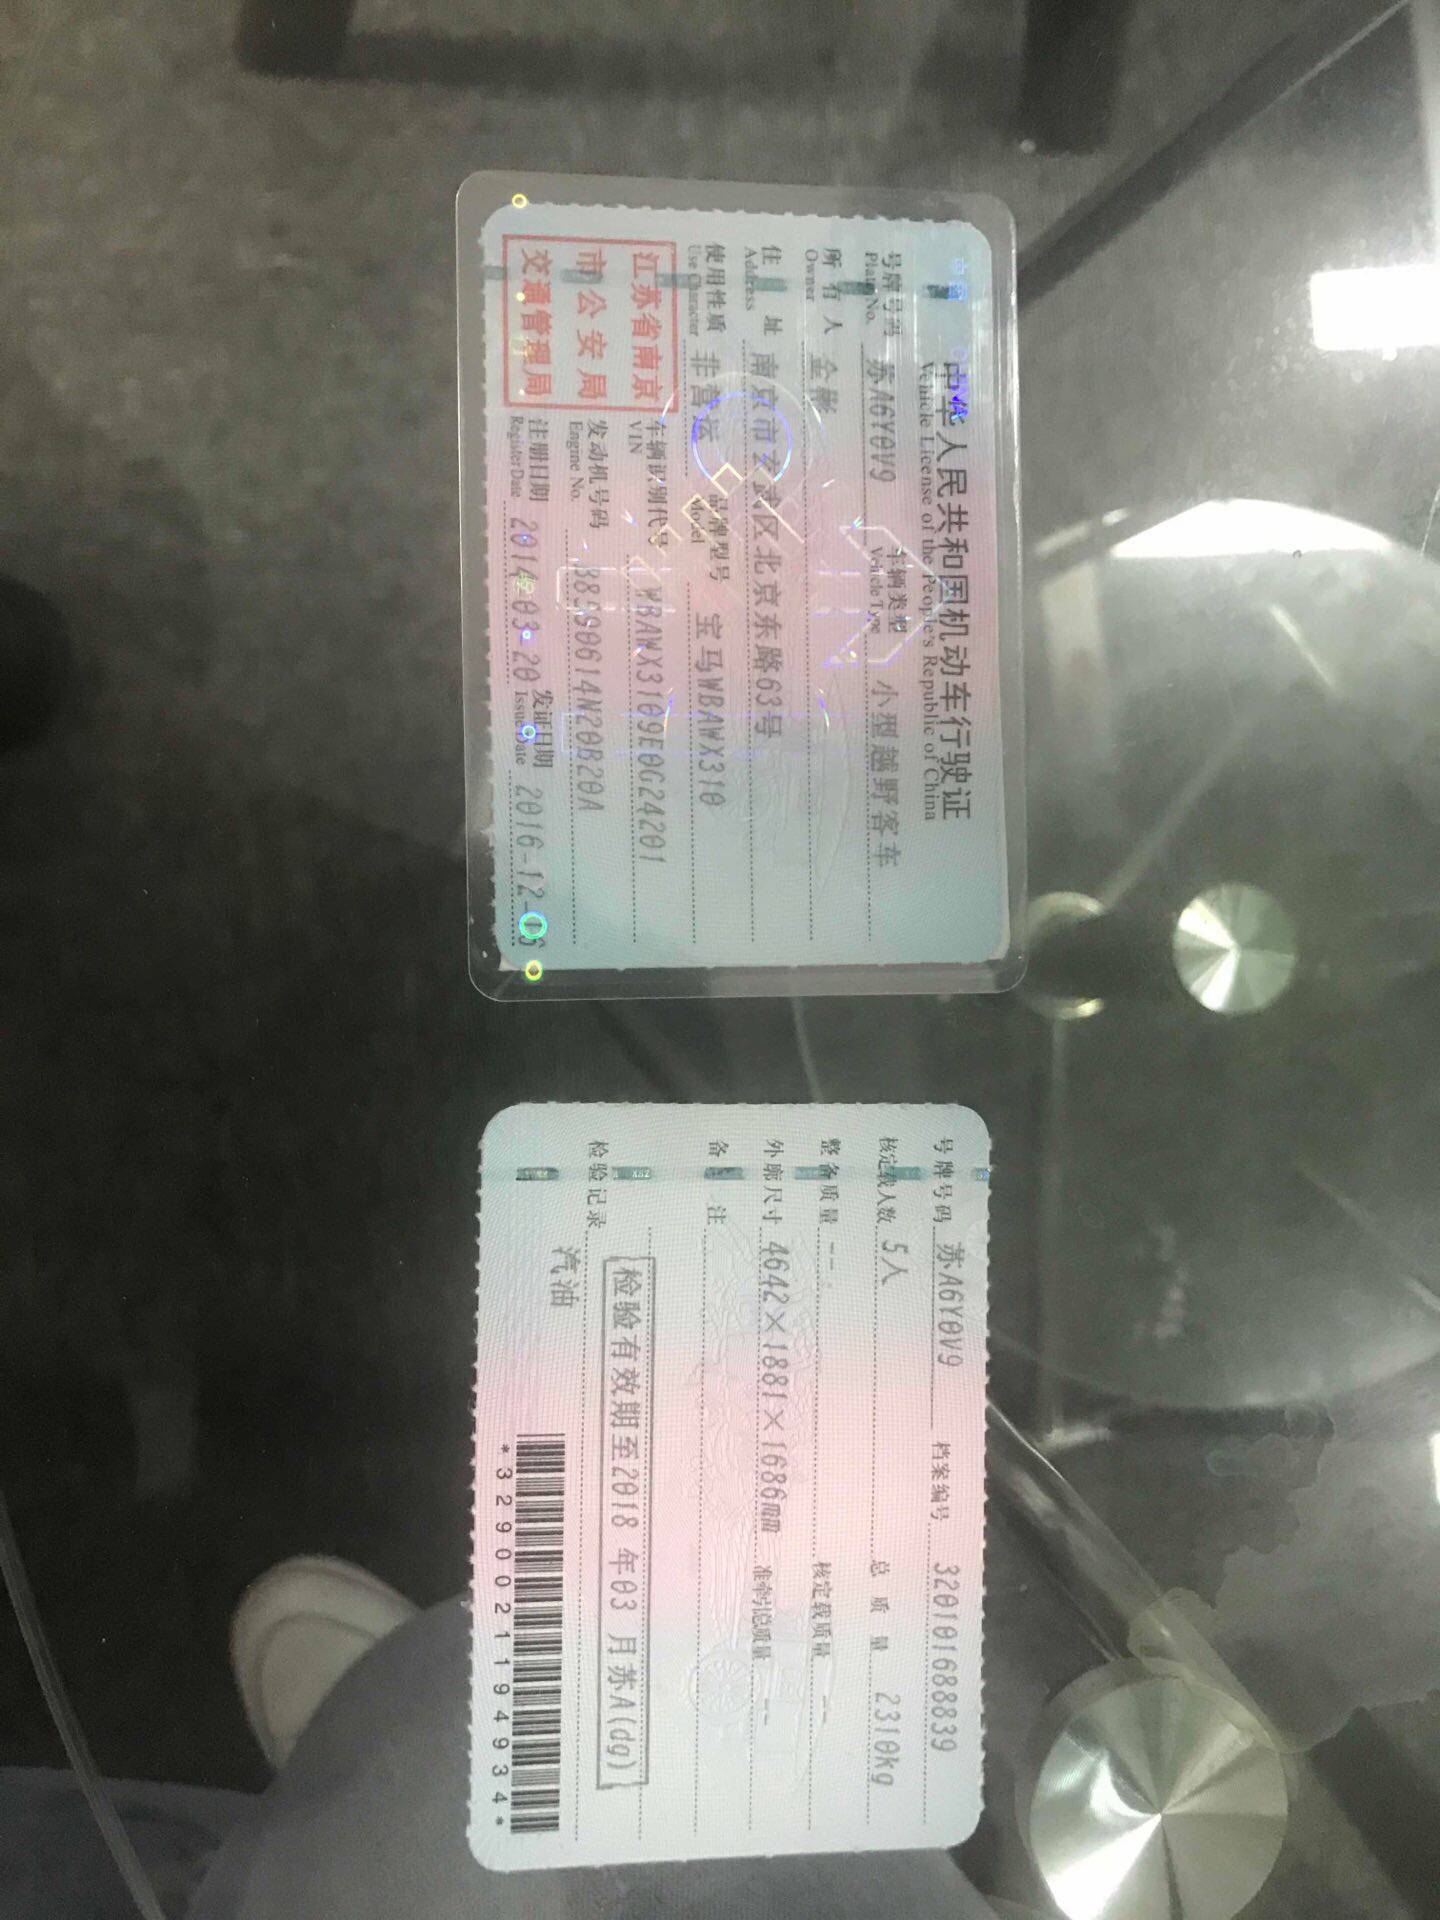 中华人民共和国机动车行驶证
Vehicle License of the People's Republic of China
号牌号码 苏A6Y0V9 车辆类型 小型越野客车
Plate No. Vehicle Type
所有人 金彬
Owner
住址 南京市玄武区北京东路63号
Address
使用性质 非营运 品牌型号 宝马WBAWX310
Use Character Model
江苏省南京
市公安局
交通管理局
车辆识别代号 WBAWX3109E0G24201
VIN
发动机号码 B8590614N20B20A
Engine No.
注册日期 2014-03-20 发证日期 2016-12-16
Register Date Issue Date
号牌号码 苏A6Y0V9 档案编号 320101688839
核定载人数 5人 总质量 2310kg
整备质量 -- 核定载质量 --
外廓尺寸 4642×1881×1686mm 准牵引总质量 --
备注
检验有效期至2018年03月苏A(dg)
检验记录
汽油
*3290021194934*